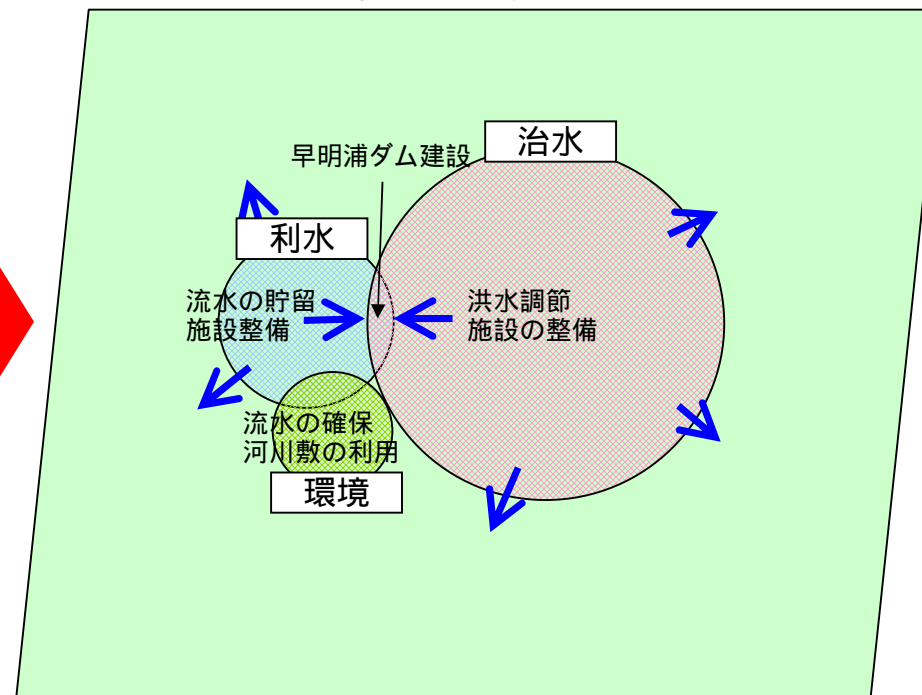 治水
早明浦ダム建設
利水
流水の貯留
施設整備
洪水調節
施設の整備
流水の確保
河川敷の利用
環境